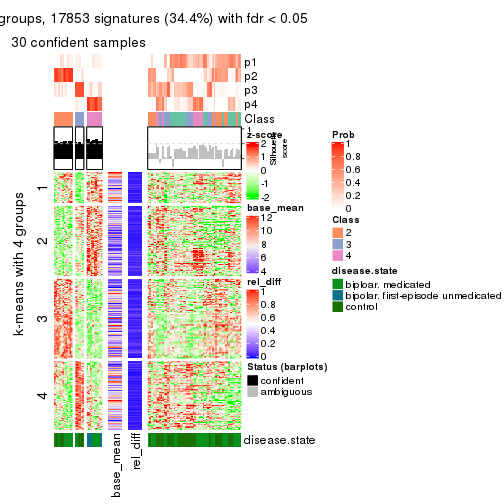 groups, 17853 signatures (34.4%) with fdr < 0.05
30 confident samples
p1
p2
p3
p4
Class
1
z-score
2
0
-2
Silhouette
score
base_mean
12
10
8
6
4
rel_diff
1
0.8
0.6
0.4
0.2
0
Status (barplots)
confident
ambiguous
Prob
1
0.8
0.6
0.4
0.2
0
Class
2
3
4
disease.state
bipolar, medicated
bipolar, first-episode unmedicated
control
k-means with 4 groups
1
2
3
4
disease.state
base_mean
rel_diff